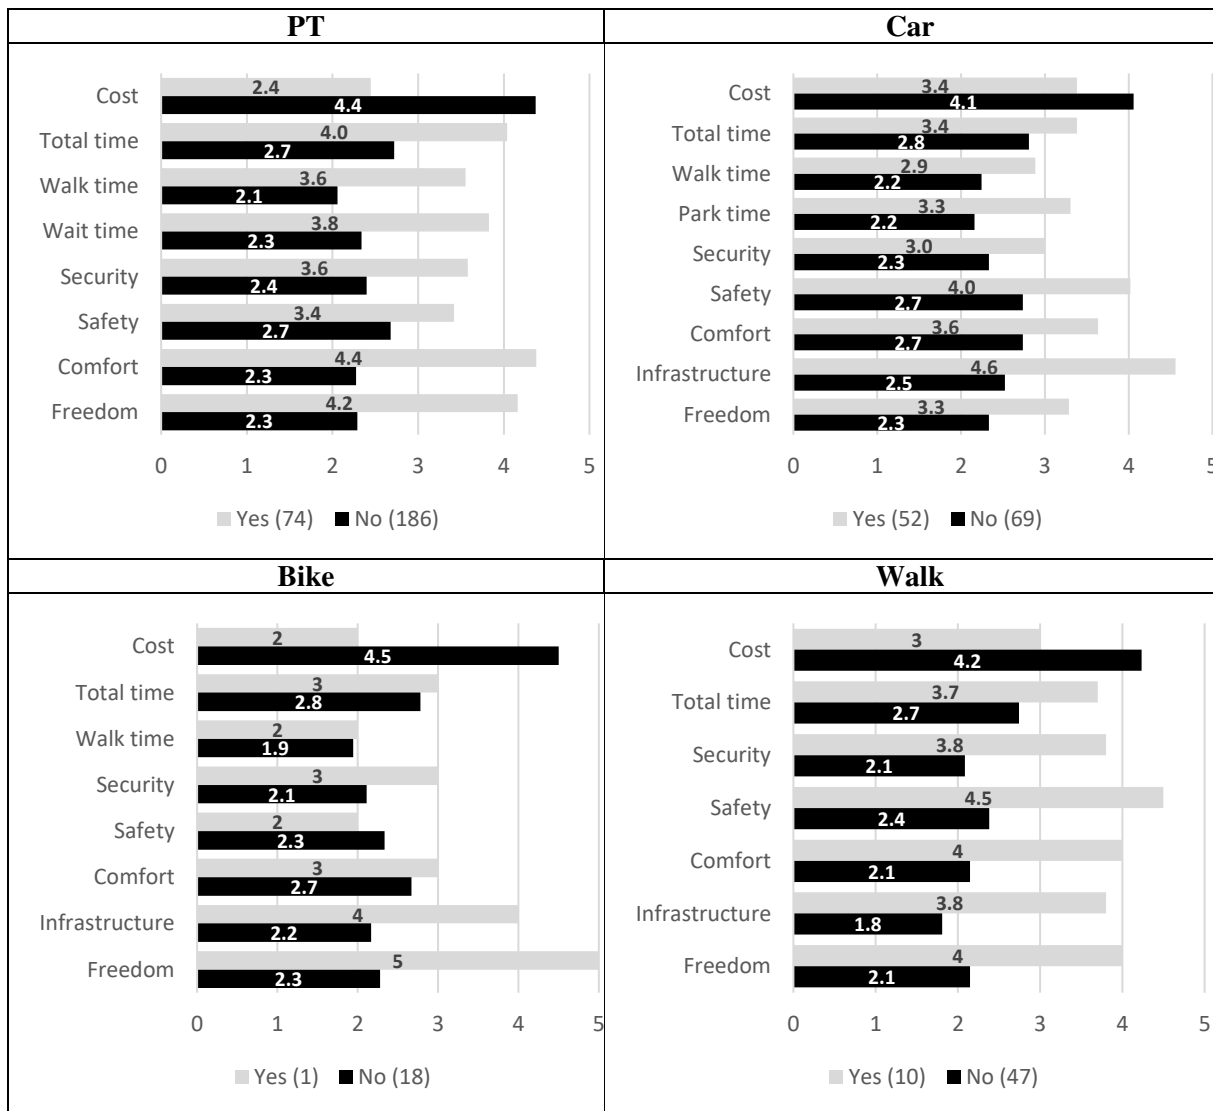 PT
Cost 2.4
4.4
Total time 4.0
2.7
Walk time 3.6
2.1
Wait time 3.8
2.3
Security 3.6
2.4
Safety 3.4
2.7
Comfort 4.4
2.3
Freedom 4.2
2.3
0 1 2 3 4 5
Yes (74) No (186)
Car
Cost 3.4
4.1
Total time 3.4
2.8
Walk time 2.9
2.2
Park time 3.3
2.2
Security 3.0
2.3
Safety 4.0
2.7
Comfort 3.6
2.7
Infrastructure 4.6
2.5
Freedom 3.3
2.3
0 1 2 3 4 5
Yes (52) No (69)
Bike
Cost 2
4.5
Total time 3
2.8
Walk time 2
1.9
Security 3
2.1
Safety 2
2.3
Comfort 3
2.7
Infrastructure 4
2.2
Freedom 5
2.3
0 1 2 3 4 5
Yes (1) No (18)
Walk
Cost 3
4.2
Total time 3.7
2.7
Security 3.8
2.1
Safety 4.5
2.4
Comfort 4
2.1
Infrastructure 3.8
1.8
Freedom 4
2.1
0 1 2 3 4 5
Yes (10) No (47)